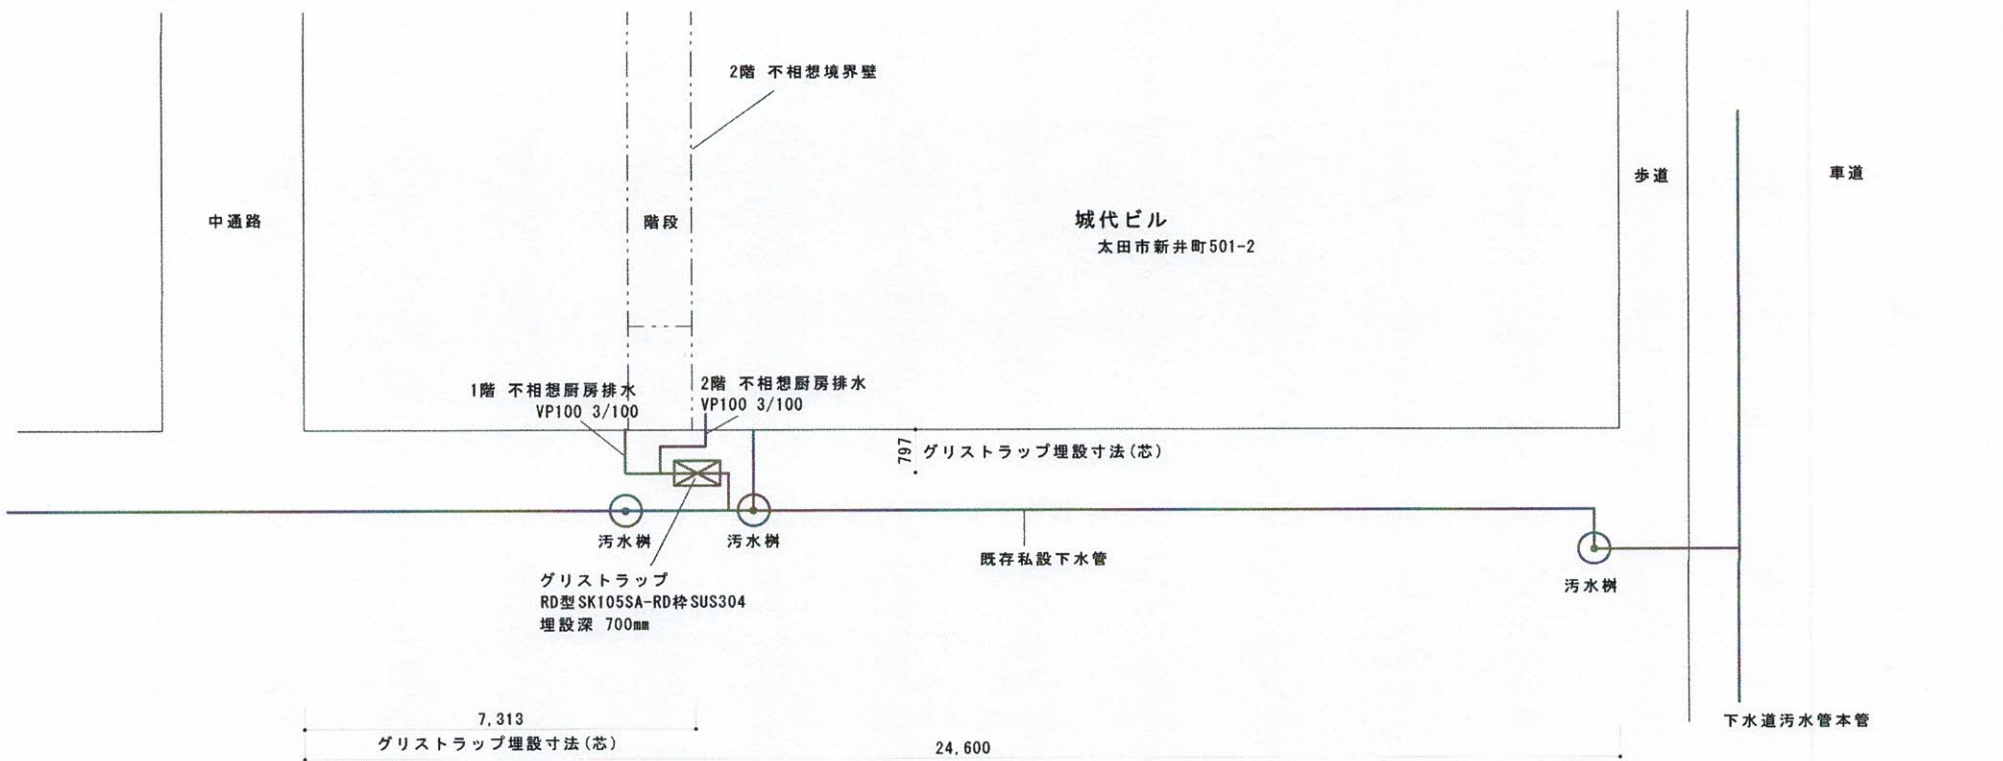 2階 不相想境界壁
歩道
車道
中通路
階段
城代ビル
太田市新井町501-2
1階 不相想厨房排水
VP100 3/100
2階 不相想厨房排水
VP100 3/100
797
グリストラップ埋設寸法(芯)
汚水桝
汚水桝
既存私設下水管
汚水桝
グリストラップ
RD型SK105SA-RD枠SUS304
埋設深 700mm
7,313
グリストラップ埋設寸法(芯)
24,600
下水道汚水管本管